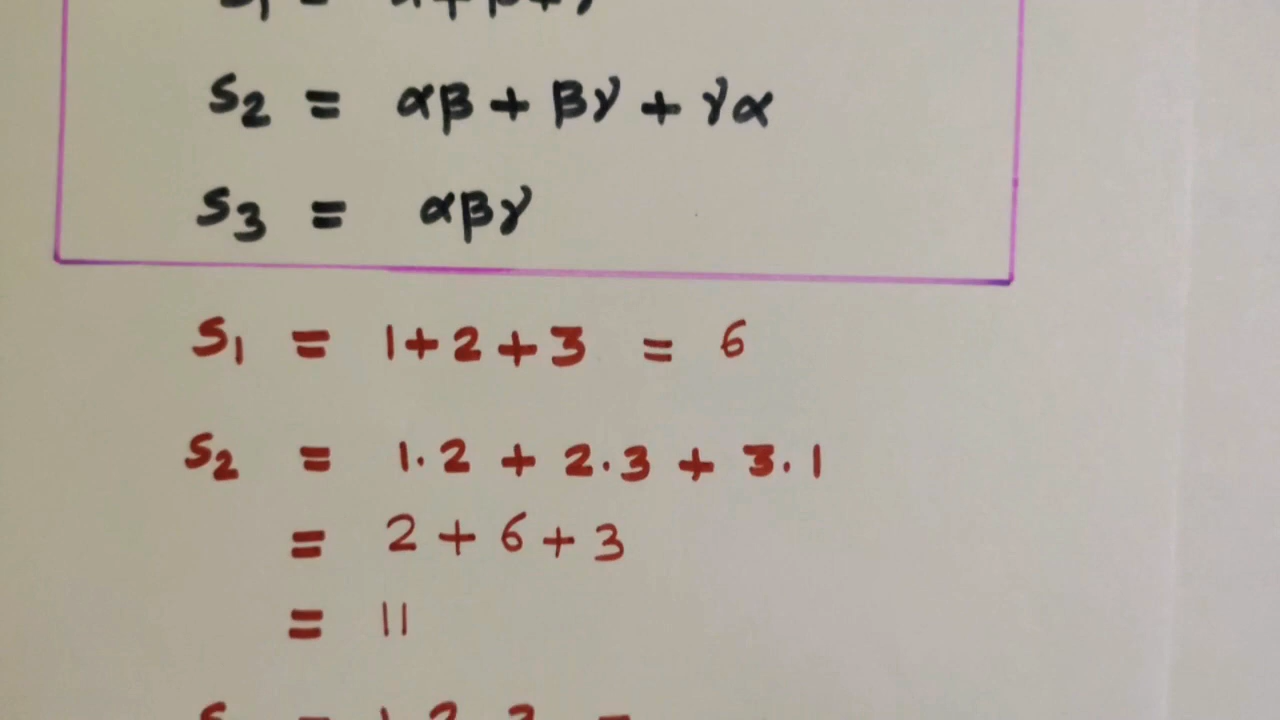 S₁ = α+β+γ
S₂ = αβ + βγ + γα
S₃ = αβγ
S₁ = 1+2+3 = 6
S₂ = 1.2 + 2.3 + 3.1
= 2 + 6 + 3
= 11